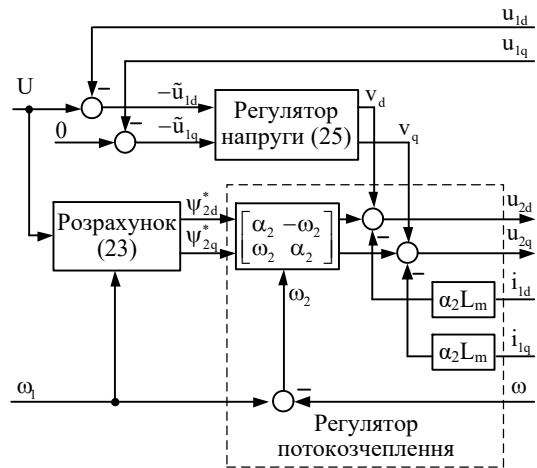 u1d
u1q
U
−ũ1d
0
−ũ1q
Регулятор
напруги (25)
vd
vq
Розрахунок
(23)
ψ*2d
ψ*2q
α2 −ω2
ω2 α2
u2d
u2q
ω2
α2Lm
i1d
α2Lm
i1q
ω1
ω
Регулятор
потокозчеплення